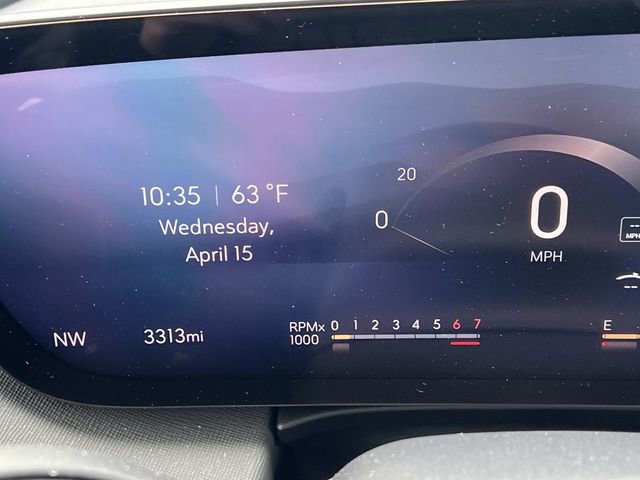 10:35 | 63 °F
Wednesday,
April 15
NW
3313mi
20
0
0
MPH
RPMx
1000
0 1 2 3 4 5 6 7
--
MPH
--
E